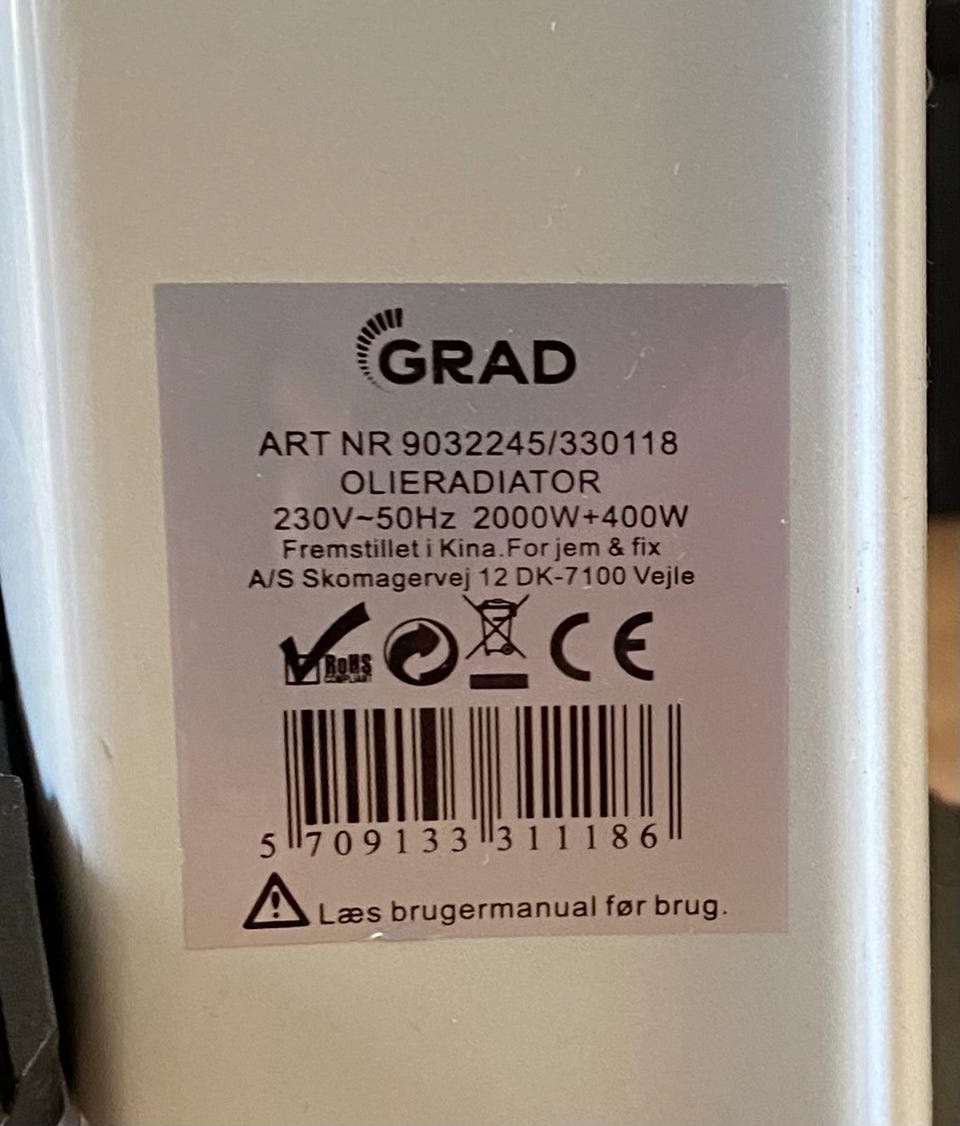 GRAD
ART NR 9032245/330118
OLIERADIATOR
230V~50Hz 2000W+400W
Fremstillet i Kina.For jem & fix
A/S Skomagervej 12 DK-7100 Vejle
RoHS
COMPLIANT
CE
5 709133 311186
Læs brugermanual før brug.